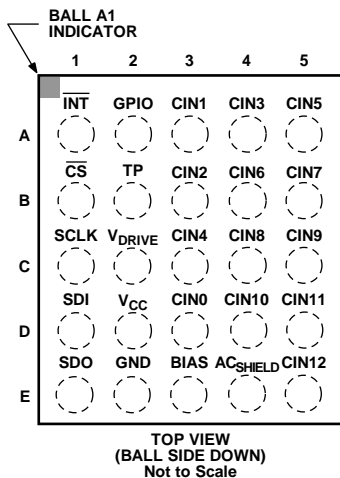 BALL A1
INDICATOR
1 2 3 4 5
INT GPIO CIN1 CIN3 CIN5
A
CS TP CIN2 CIN6 CIN7
B
SCLK VDRIVE CIN4 CIN8 CIN9
C
SDI VCC CIN0 CIN10 CIN11
D
SDO GND BIAS ACSHIELD CIN12
E
TOP VIEW
(BALL SIDE DOWN)
Not to Scale